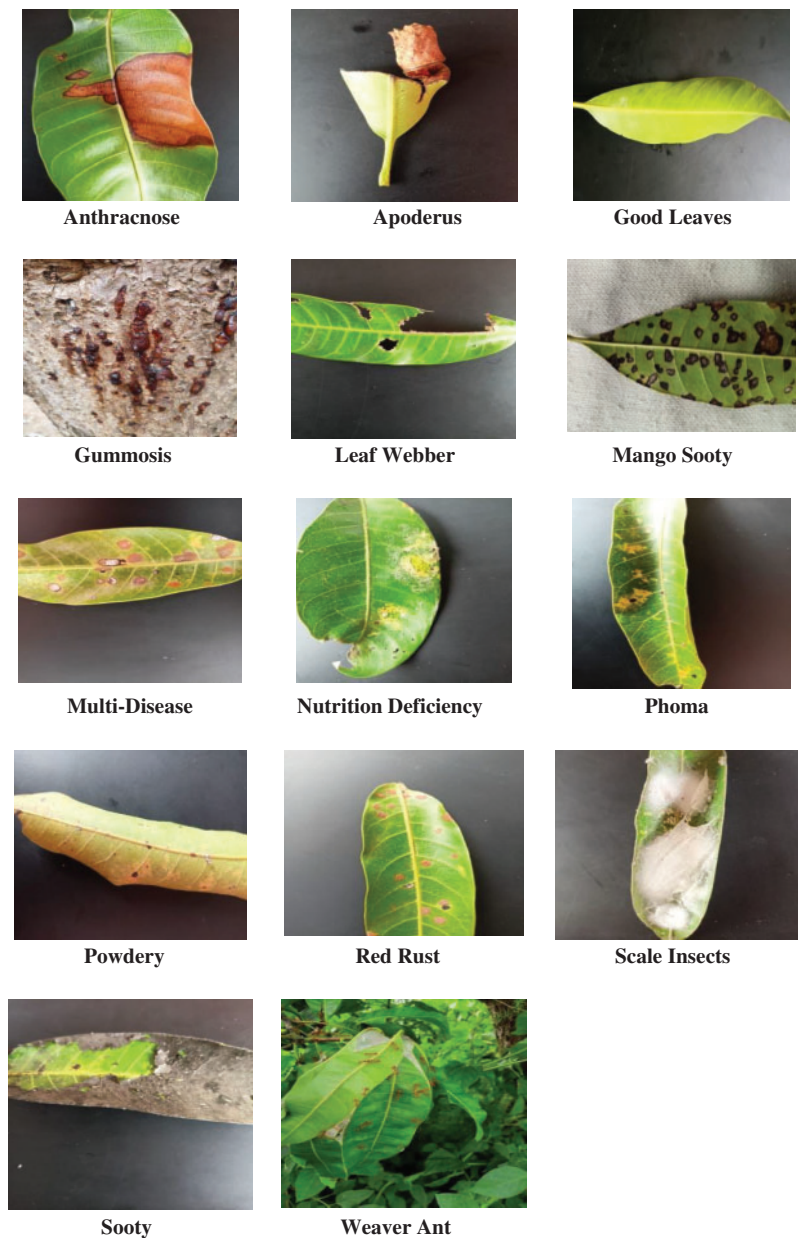 Anthracnose
Apoderus
Good Leaves
Gummosis
Leaf Webber
Mango Sooty
Multi-Disease
Nutrition Deficiency
Phoma
Powdery
Red Rust
Scale Insects
Sooty
Weaver Ant